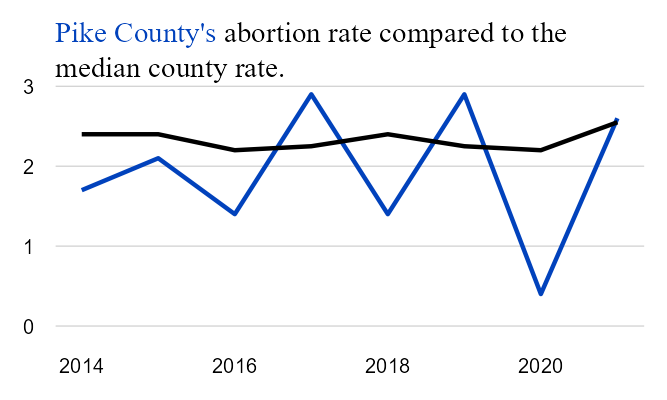 Pike County's abortion rate compared to the
median county rate.
3
2
1
0
2014 2016 2018 2020